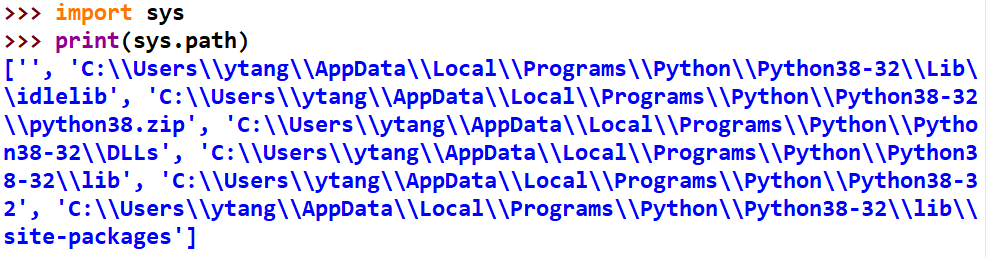 >>> import sys
>>> print(sys.path)
['', 'C:\\Users\\ytang\\AppData\\Local\\Programs\\Python\\Python38-32\\Lib\
\idlelib', 'C:\\Users\\ytang\\AppData\\Local\\Programs\\Python\\Python38-32
\\python38.zip', 'C:\\Users\\ytang\\AppData\\Local\\Programs\\Python\\Pytho
n38-32\\DLLs', 'C:\\Users\\ytang\\AppData\\Local\\Programs\\Python\\Python3
8-32\\lib', 'C:\\Users\\ytang\\AppData\\Local\\Programs\\Python\\Python38-3
2', 'C:\\Users\\ytang\\AppData\\Local\\Programs\\Python\\Python38-32\\lib\\
site-packages']